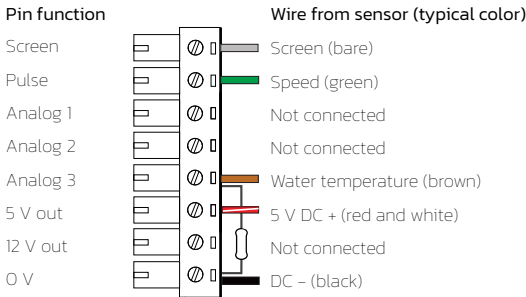 Pin function Wire from sensor (typical color)
Screen Screen (bare)
Pulse Speed (green)
Analog 1 Not connected
Analog 2 Not connected
Analog 3 Water temperature (brown)
5 V out 5 V DC + (red and white)
12 V out Not connected
0 V DC – (black)